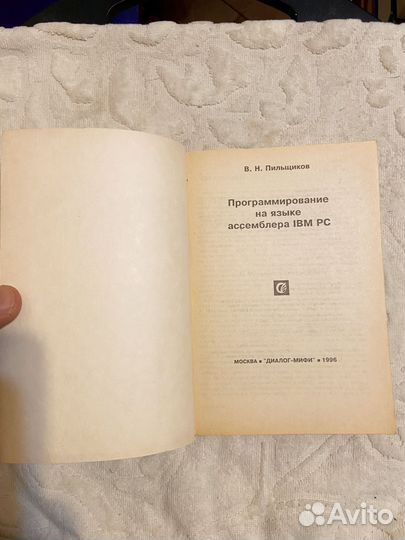 В. Н. Пильщиков
Программирование
на языке
ассемблера IBM PC
МОСКВА ▪ "ДИАЛОГ-МИФИ" ▪ 1996
Avito